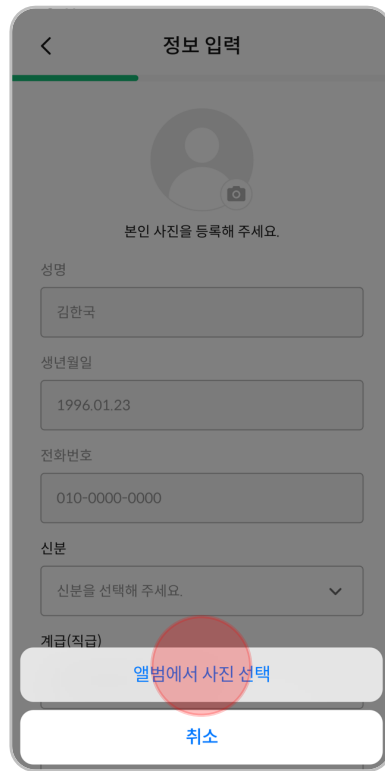 정보 입력
본인 사진을 등록해 주세요.
성명
김한국
생년월일
1996.01.23
전화번호
010-0000-0000
신분
신분을 선택해 주세요.
계급(직급)
앨범에서 사진 선택
취소